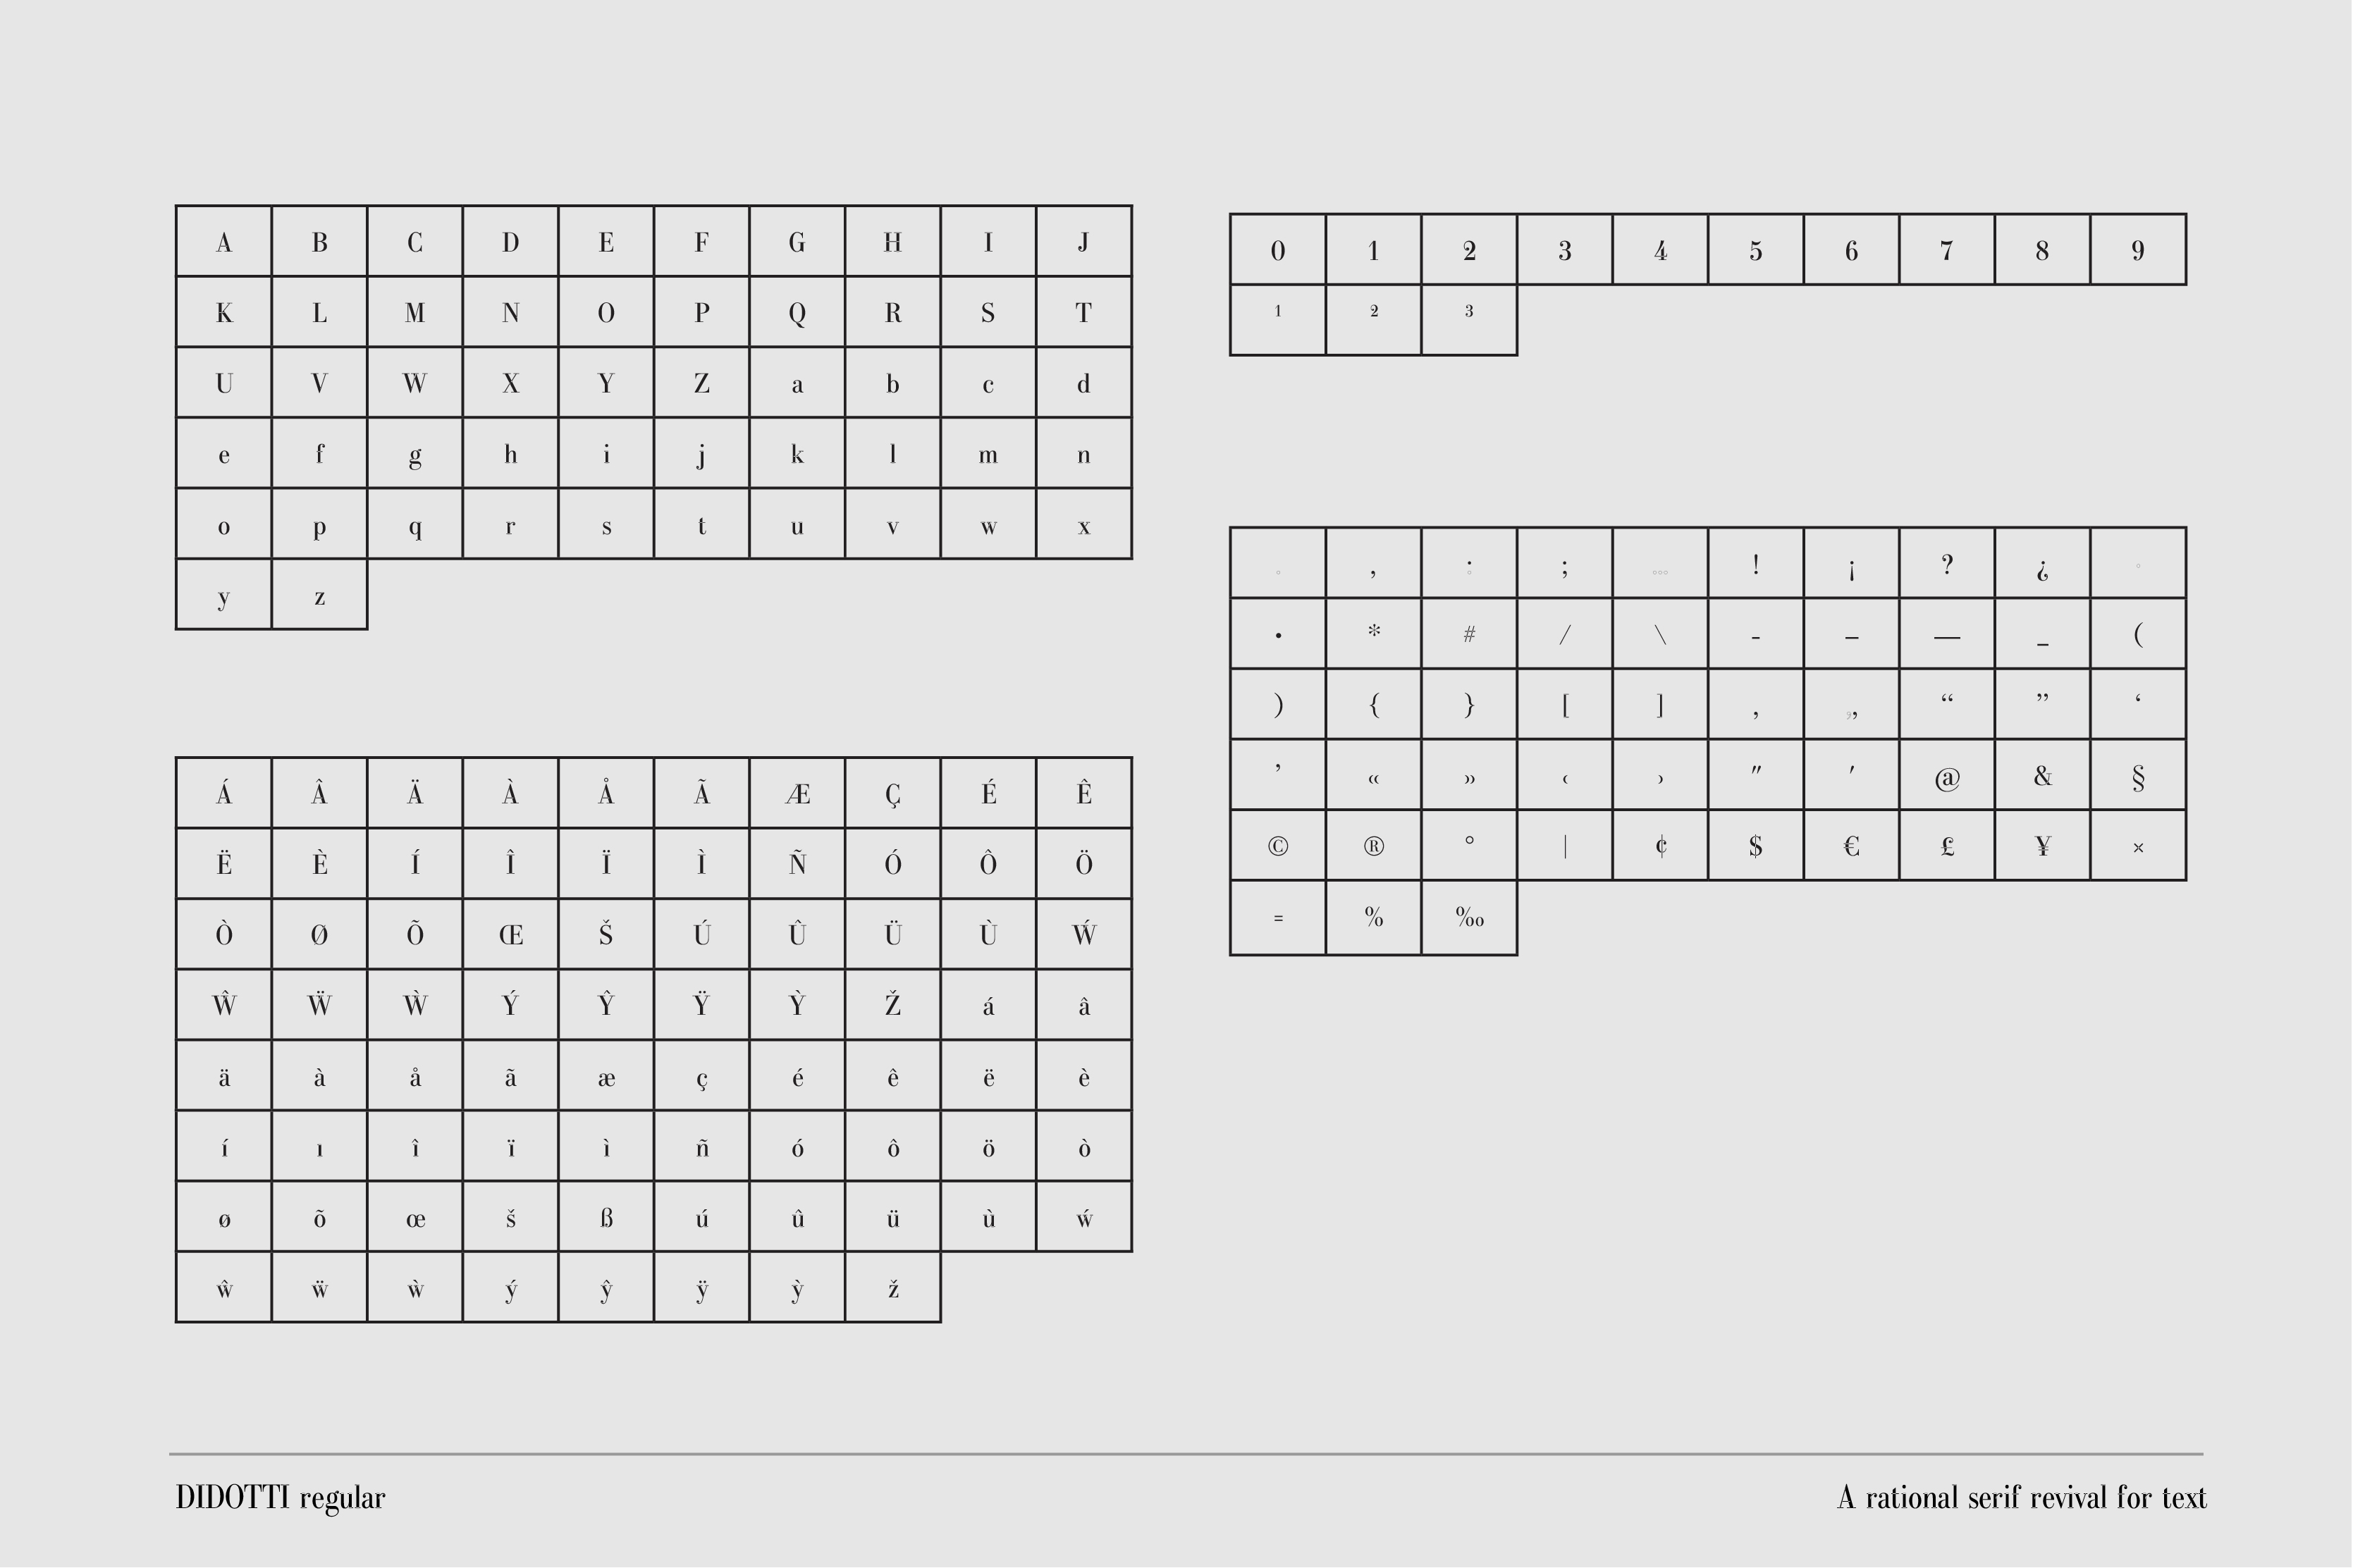 A B C D E F G H I J
K L M N O P Q R S T
U V W X Y Z a b c d
e f g h i j k l m n
o p q r s t u v w x
y z
Á Â Ä À Å Ã Æ Ç É Ê
Ë È Í Î Ï Ì Ñ Ó Ô Ö
Ò Ø Õ Œ Š Ú Û Ü Ù Ẃ
Ŵ Ẅ Ẁ Ý Ŷ Ÿ Ỳ Ž á â
ä à å ã æ ç é ê ë è
í ı î ï ì ñ ó ô ö ò
ø õ œ š ß ú û ü ù ẃ
ŵ ẅ ẁ ý ŷ ÿ ỳ ž
0 1 2 3 4 5 6 7 8 9
¹ ² ³
. , : ; … ! ¡ ? ¿ ·
• * # / \ - – — _ (
) { } [ ] ‚ „ “ ” ‘
’ « » ‹ › " ' @ & §
© ® ° | ¢ $ € £ ¥ ×
= % ‰
DIDOTTI regular
A rational serif revival for text